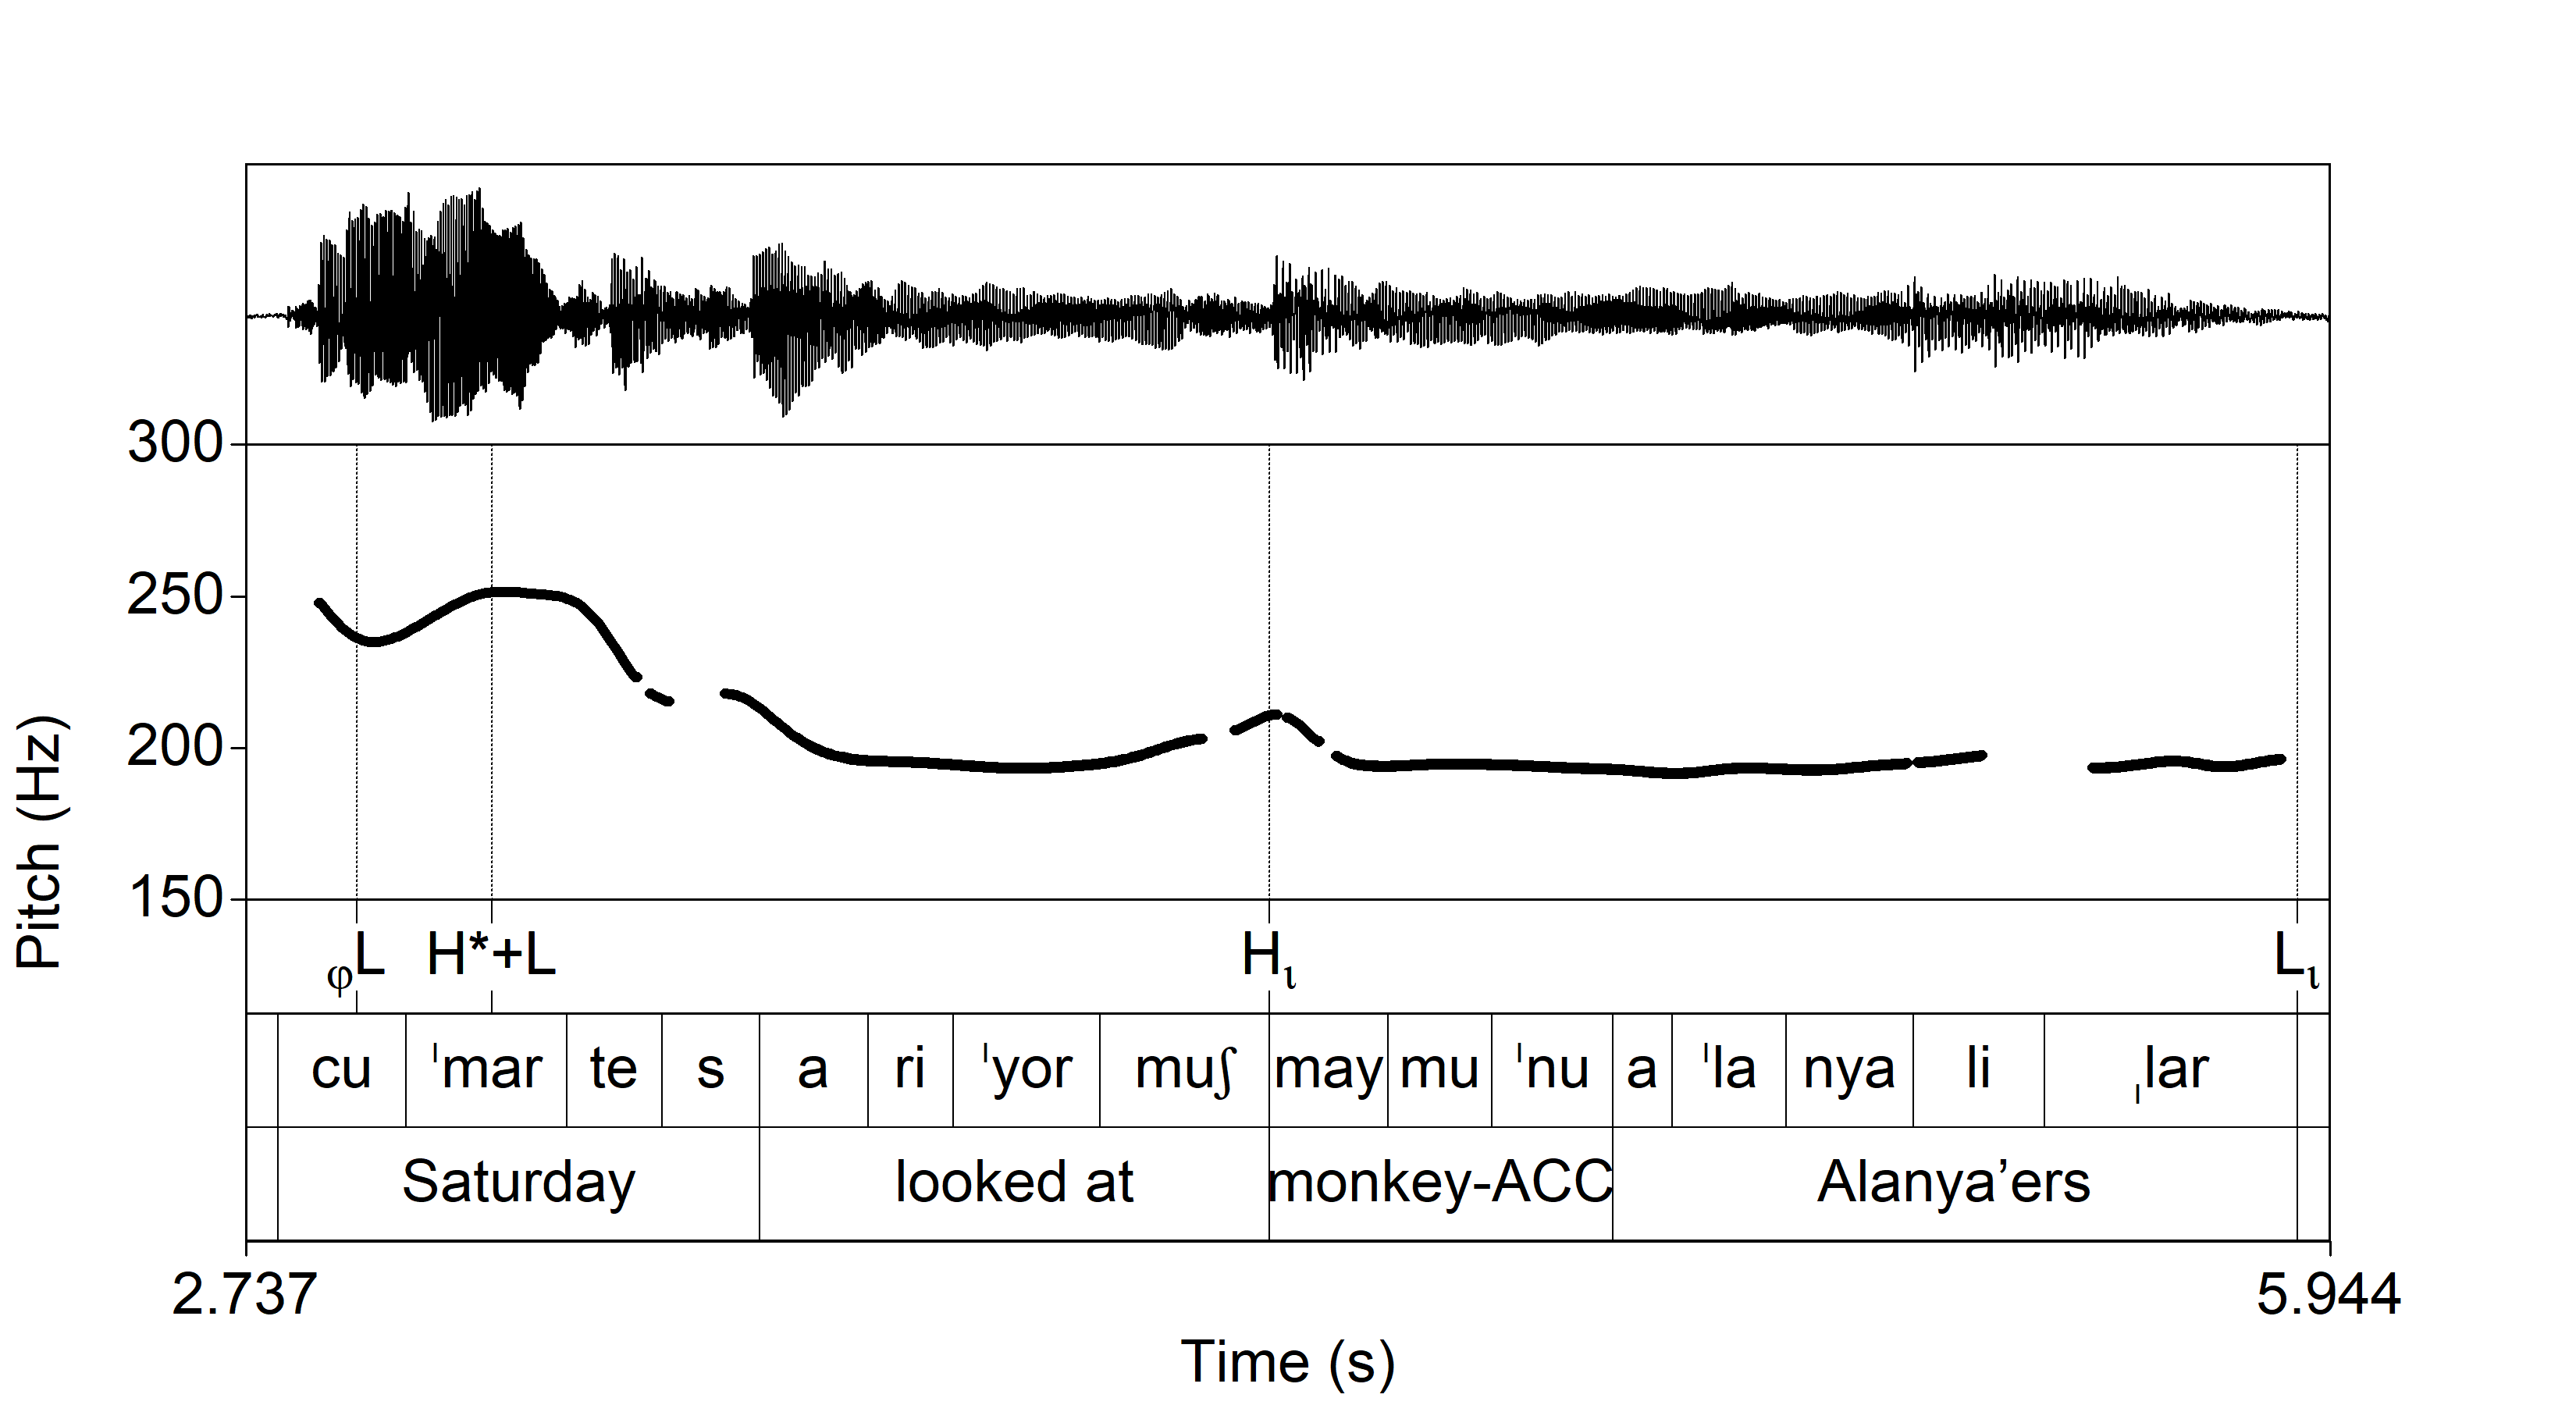 300
250
200
150
Pitch (Hz)
φL H*+L Hι Lι
cu ˈmar te s a ri ˈyor muʃ may mu ˈnu a ˈla nya li ˌlar
Saturday looked at monkey-ACC Alanya’ers
2.737 5.944
Time (s)